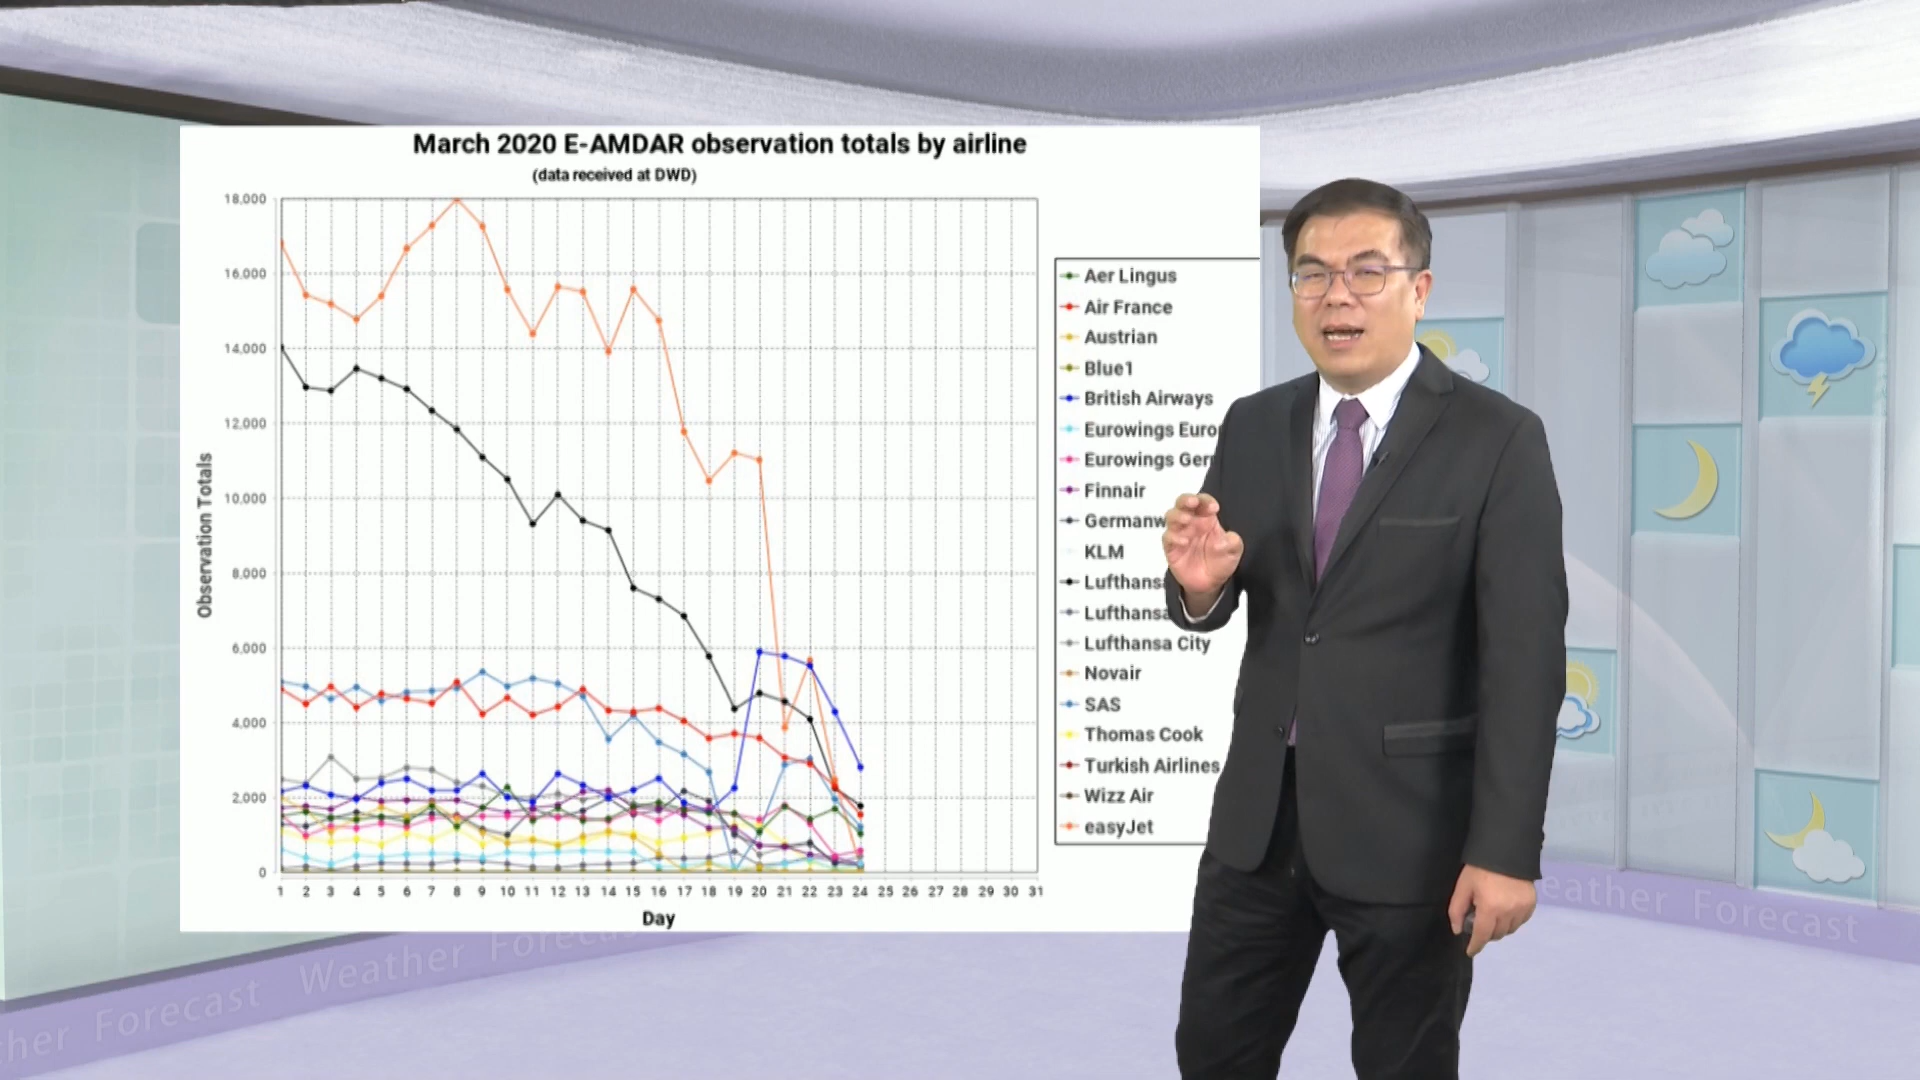 March 2020 E-AMDAR observation totals by airline
(data received at DWD)
18,000
16,000
14,000
12,000
10,000
8,000
6,000
4,000
2,000
0
Observation Totals
1 2 3 4 5 6 7 8 9 10 11 12 13 14 15 16 17 18 19 20 21 22 23 24 25 26 27 28 29 30 31
Day
Aer Lingus
Air France
Austrian
Blue1
British Airways
Eurowings Euro
Eurowings Ger
Finnair
Germanw
KLM
Lufthansa
Lufthansa
Lufthansa City
Novair
SAS
Thomas Cook
Turkish Airlines
Wizz Air
easyJet
ther Forecast Weather Foreca
eather Forecast